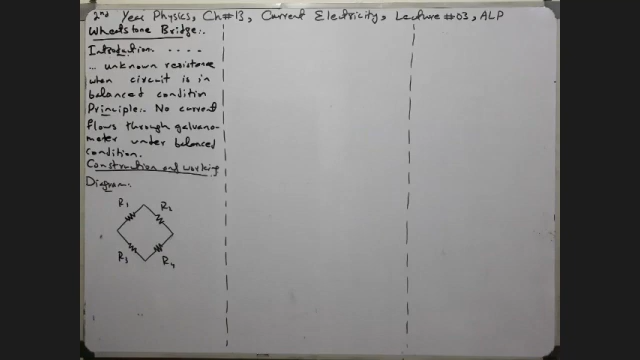 2nd Year Physics, Ch#13, Current Electricity, Lecture #03, ALP
Wheatstone Bridge:.
Introduction. ....
... unknown resistance
when circuit is in
balanced condition
Principle:. No current
flows through galvano-
meter under balanced
condition.
Construction and working
Diagram:
R1 R2
R3 R4